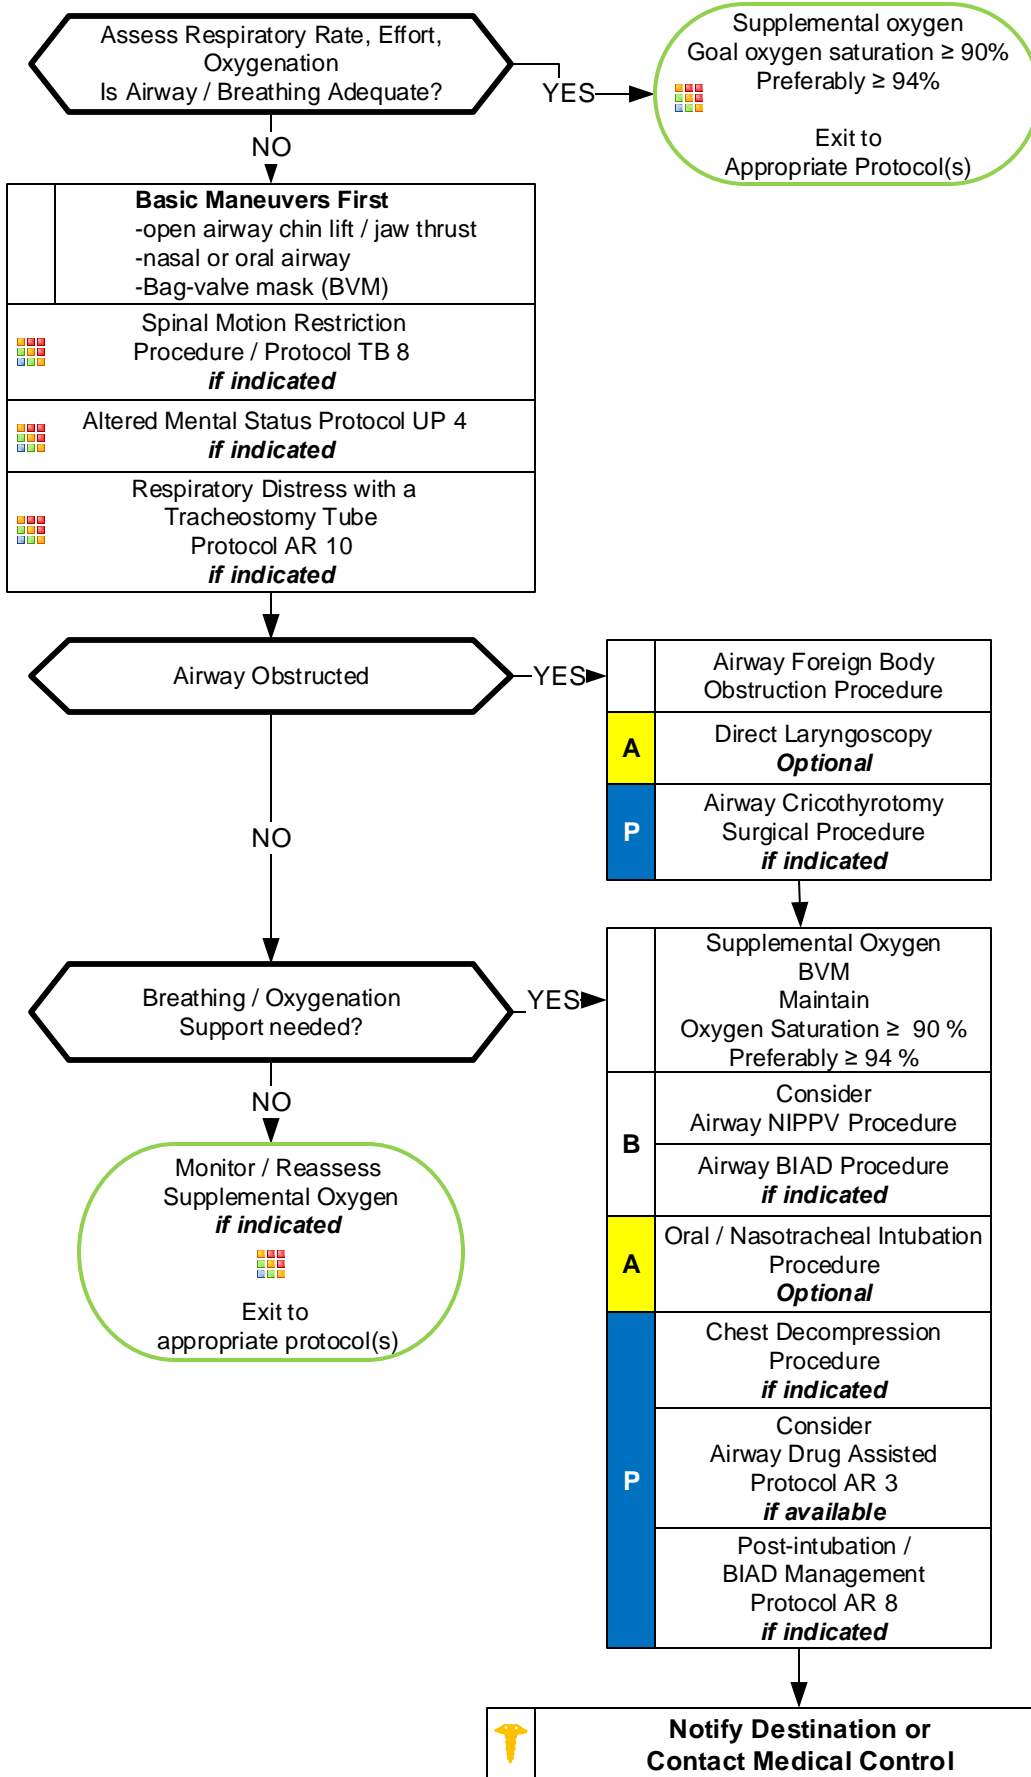 Assess Respiratory Rate, Effort,
Oxygenation
Is Airway / Breathing Adequate?
YES
Supplemental oxygen
Goal oxygen saturation ≥ 90%
Preferably ≥ 94%
Exit to
Appropriate Protocol(s)
NO
Basic Maneuvers First
-open airway chin lift / jaw thrust
-nasal or oral airway
-Bag-valve mask (BVM)
Spinal Motion Restriction
Procedure / Protocol TB 8
if indicated
Altered Mental Status Protocol UP 4
if indicated
Respiratory Distress with a
Tracheostomy Tube
Protocol AR 10
if indicated
Airway Obstructed
YES
Airway Foreign Body
Obstruction Procedure
A
Direct Laryngoscopy
Optional
P
Airway Cricothyrotomy
Surgical Procedure
if indicated
NO
Breathing / Oxygenation
Support needed?
YES
Supplemental Oxygen
BVM
Maintain
Oxygen Saturation ≥ 90 %
Preferably ≥ 94 %
B
Consider
Airway NIPPV Procedure
Airway BIAD Procedure
if indicated
A
Oral / Nasotracheal Intubation
Procedure
Optional
P
Chest Decompression
Procedure
if indicated
Consider
Airway Drug Assisted
Protocol AR 3
if available
Post-intubation /
BIAD Management
Protocol AR 8
if indicated
NO
Monitor / Reassess
Supplemental Oxygen
if indicated
Exit to
appropriate protocol(s)
Notify Destination or
Contact Medical Control